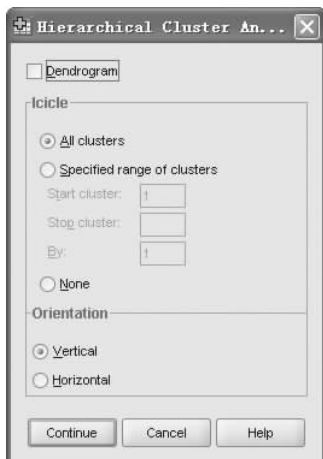 Hierarchical Cluster An...
Dendrogram
Icicle
All clusters
Specified range of clusters
Start cluster: 1
Stop cluster:
By: 1
None
Orientation
Vertical
Horizontal
Continue Cancel Help